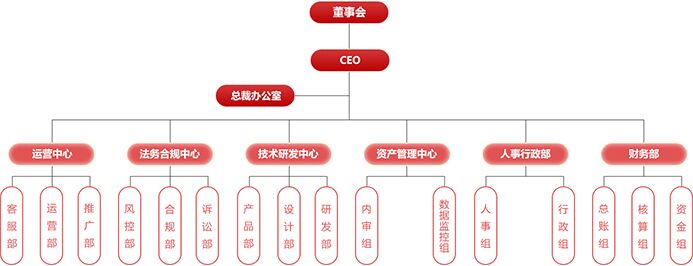 董事会
CEO
总裁办公室
运营中心
法务合规中心
技术研发中心
资产管理中心
人事行政部
财务部
客服部
运营部
推广部
风控部
合规部
诉讼部
产品部
设计部
研发部
内审组
数据监控组
人事组
行政组
总账组
核算组
资金组